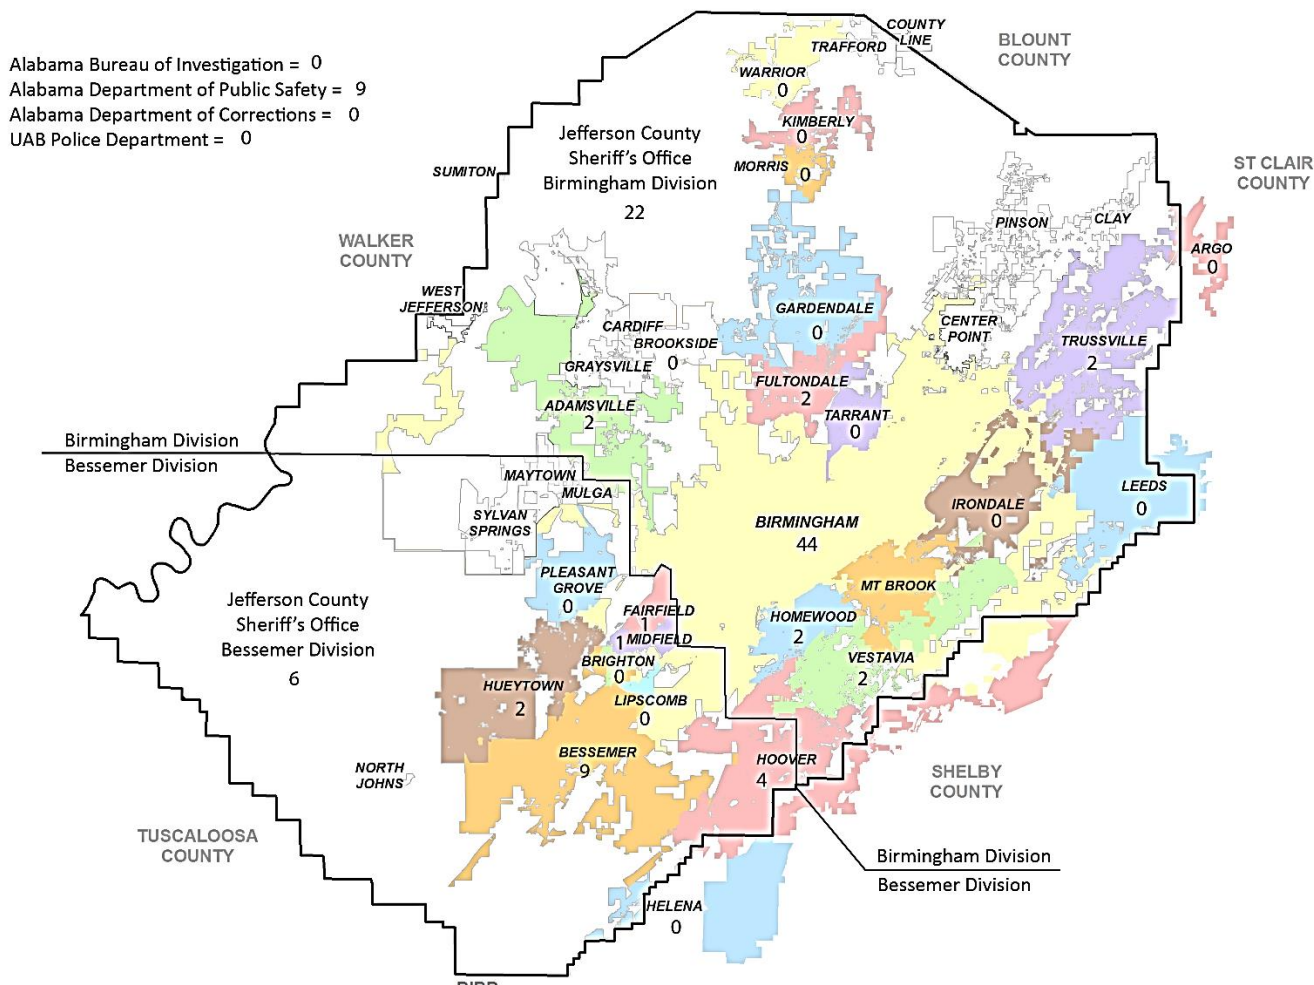 Alabama Bureau of Investigation = 0
Alabama Department of Public Safety = 9
Alabama Department of Corrections = 0
UAB Police Department = 0
COUNTY
LINE
TRAFFORD
BLOUNT
COUNTY
WARRIOR
0
KIMBERLY
0
Jefferson County
Sheriff's Office
Birmingham Division
22
MORRIS
0
SUMITON
ST CLAIR
COUNTY
PINSON
CLAY
ARGO
0
WALKER
COUNTY
WEST
JEFFERSON
GARDENDALE
0
CENTER
POINT
TRUSSVILLE
2
CARDIFF
BROOKSIDE
0
GRAYSVILLE
FULTONDALE
2
TARRANT
0
ADAMSVILLE
2
Birmingham Division
Bessemer Division
MAYTOWN
MULGA
SYLVAN
SPRINGS
LEEDS
0
IRONDALE
0
BIRMINGHAM
44
PLEASANT
GROVE
0
MT BROOK
Jefferson County
Sheriff's Office
Bessemer Division
6
FAIRFIELD
1
1
MIDFIELD
HOMEWOOD
2
VESTAVIA
2
BRIGHTON
0
HUEYTOWN
2
LIPSCOMB
0
BESSEMER
9
HOOVER
4
NORTH
JOHNS
SHELBY
COUNTY
TUSCALOOSA
COUNTY
Birmingham Division
Bessemer Division
HELENA
0
BIBB